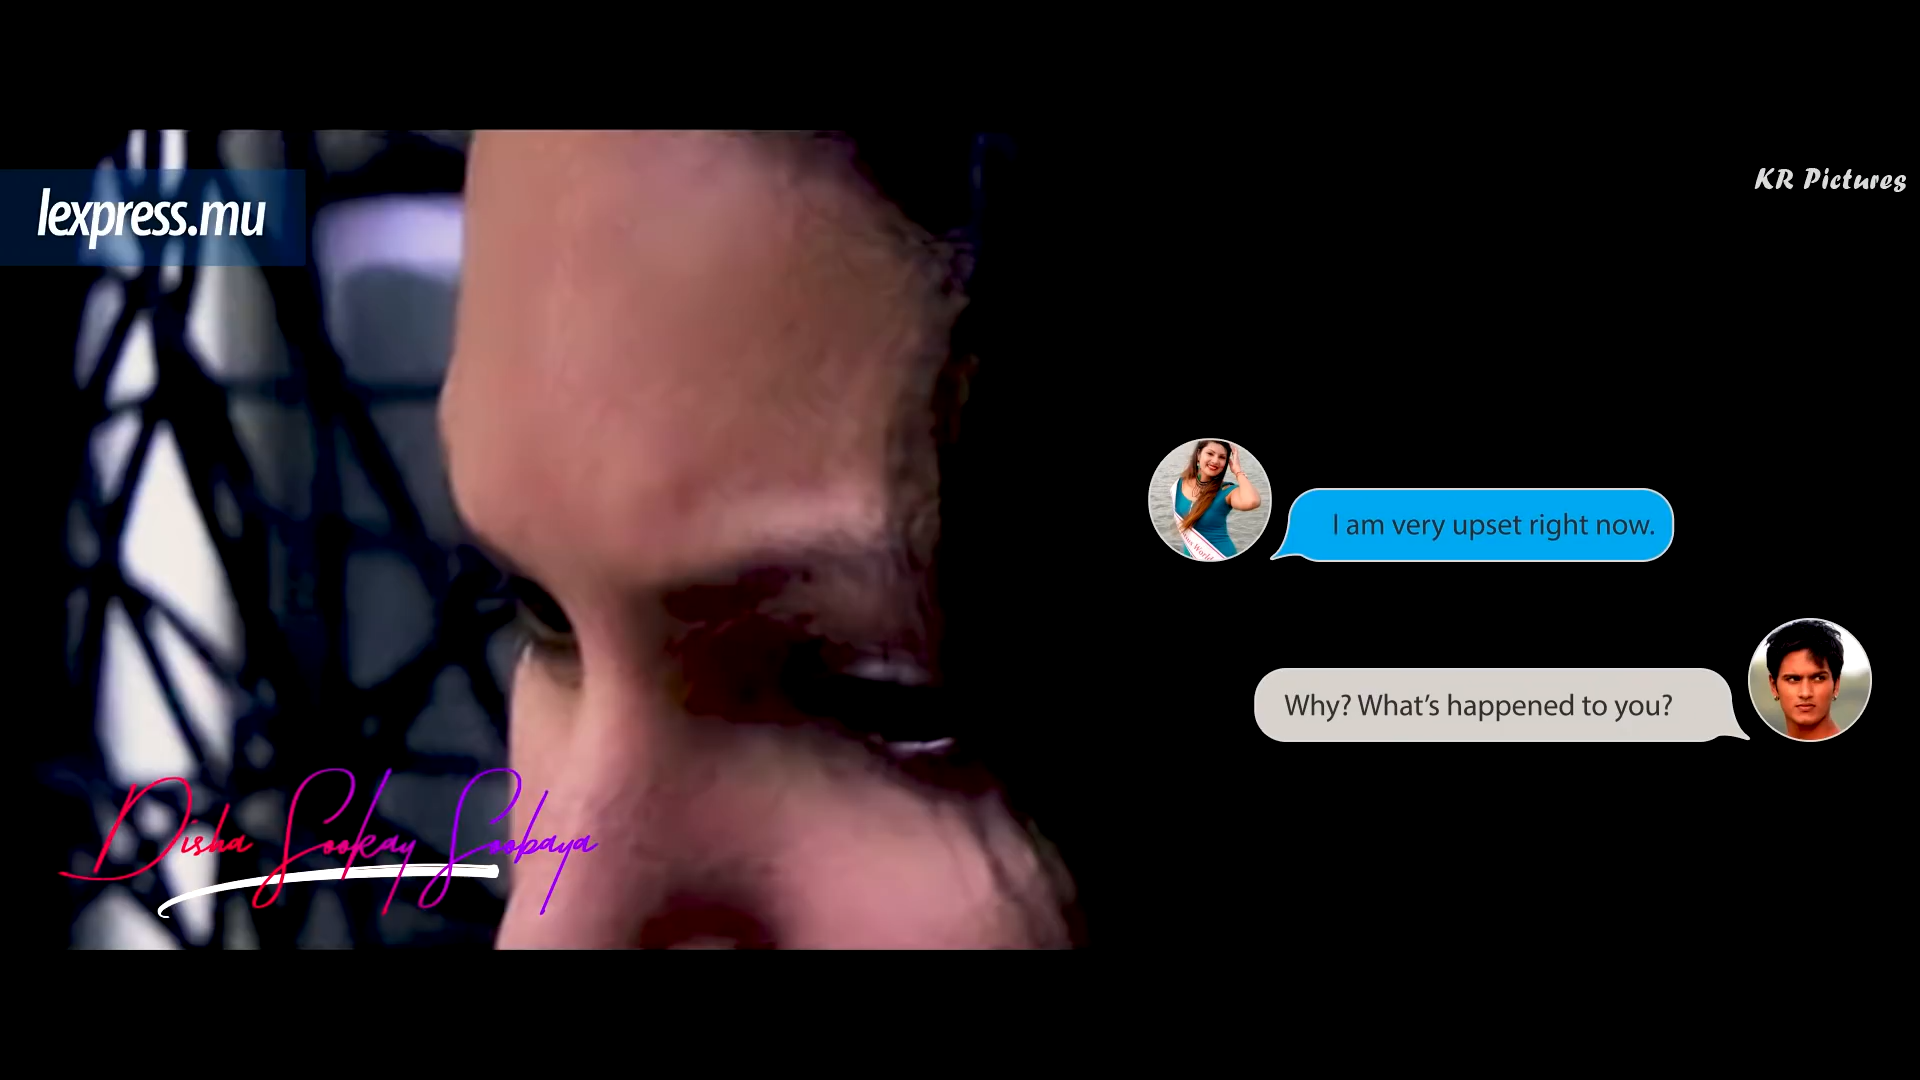 lexpress.mu
KR Pictures
I am very upset right now.
Why? What's happened to you?
Disha Sookay Soobaya